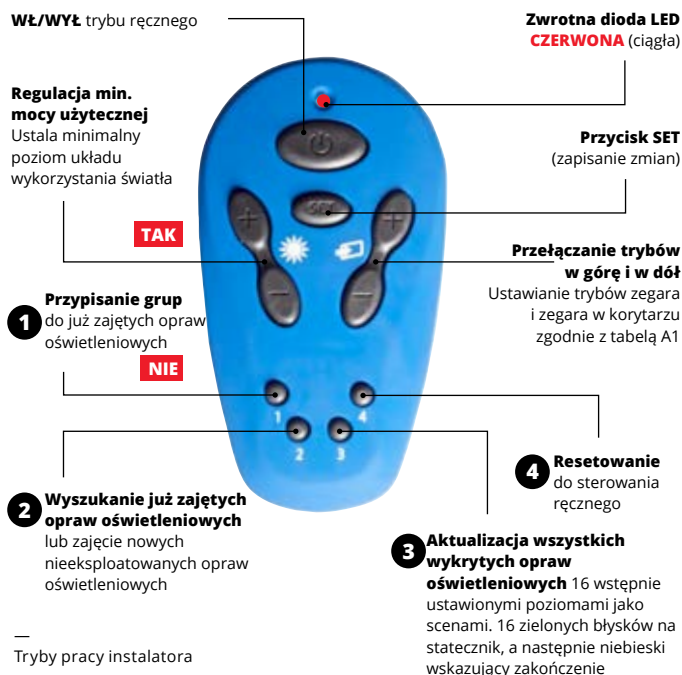 WŁ/WYŁ trybu ręcznego
Zwrotna dioda LED
CZERWONA (ciągła)
Regulacja min.
mocy użytecznej
Ustala minimalny
poziom układu
wykorzystania światła
Przycisk SET
(zapisanie zmian)
SET
+
+
TAK
Przełączanie trybów
w górę i w dół
Ustawianie trybów zegara
i zegara w korytarzu
zgodnie z tabelą A1
−
−
1
Przypisanie grup
do już zajętych opraw
oświetleniowych
NIE
1
4
2
3
4
Resetowanie
do sterowania
ręcznego
2
Wyszukanie już zajętych
opraw oświetleniowych
lub zajęcie nowych
nieeksploatowanych opraw
oświetleniowych
3
Aktualizacja wszystkich
wykrytych opraw
oświetleniowych 16 wstępnie
ustawionymi poziomami jako
scenami. 16 zielonych błysków na
statecznik, a następnie niebieski
wskazujący zakończenie
—
Tryby pracy instalatora